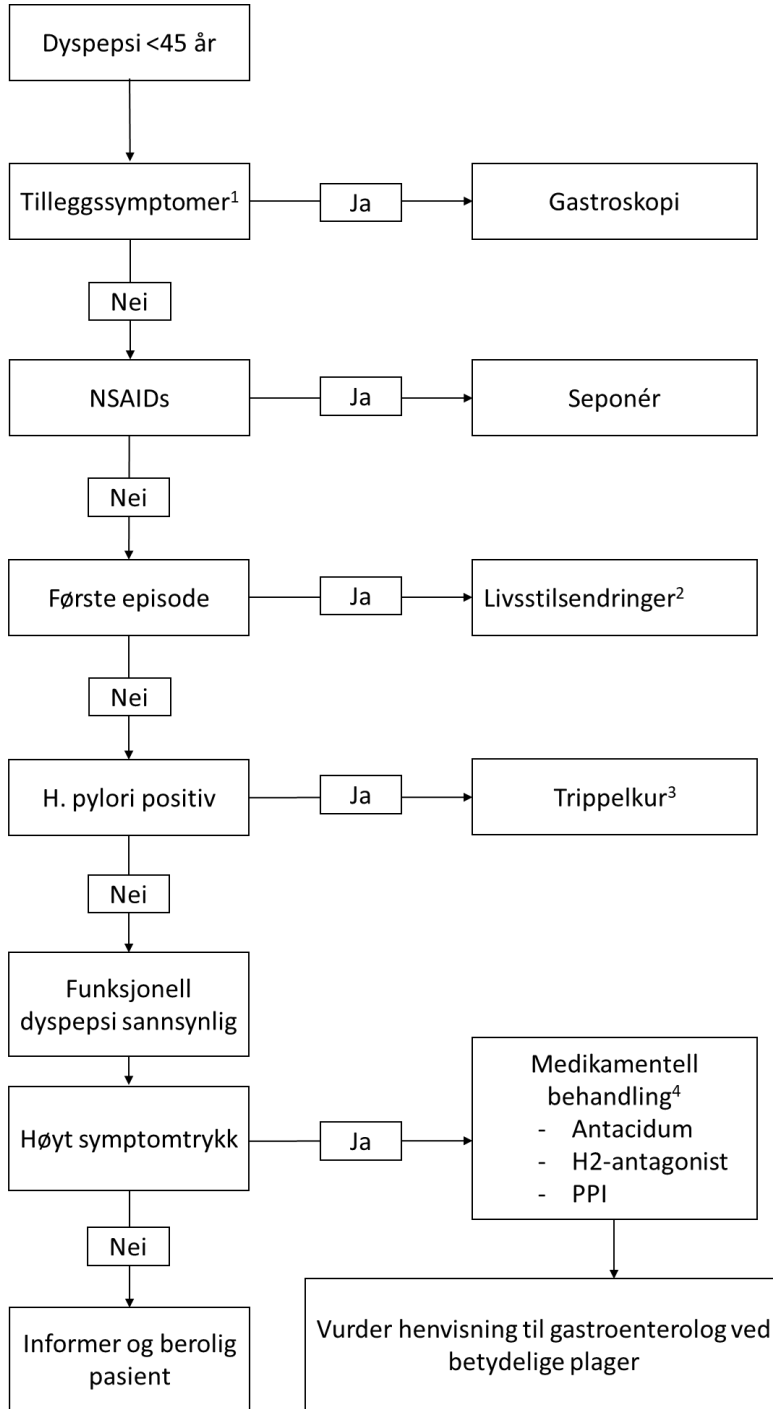 Dyspepsi <45 år
Tilleggssymptomer¹
Ja
Gastroskopi
Nei
NSAIDs
Ja
Seponér
Nei
Første episode
Ja
Livsstilsendringer²
Nei
H. pylori positiv
Ja
Trippelkur³
Nei
Funksjonell
dyspepsi sannsynlig
Høyt symptomtrykk
Ja
Medikamentell
behandling⁴
- Antacidum
- H2-antagonist
- PPI
Nei
Informer og berolig
pasient
Vurder henvisning til gastroenterolog ved
betydelige plager